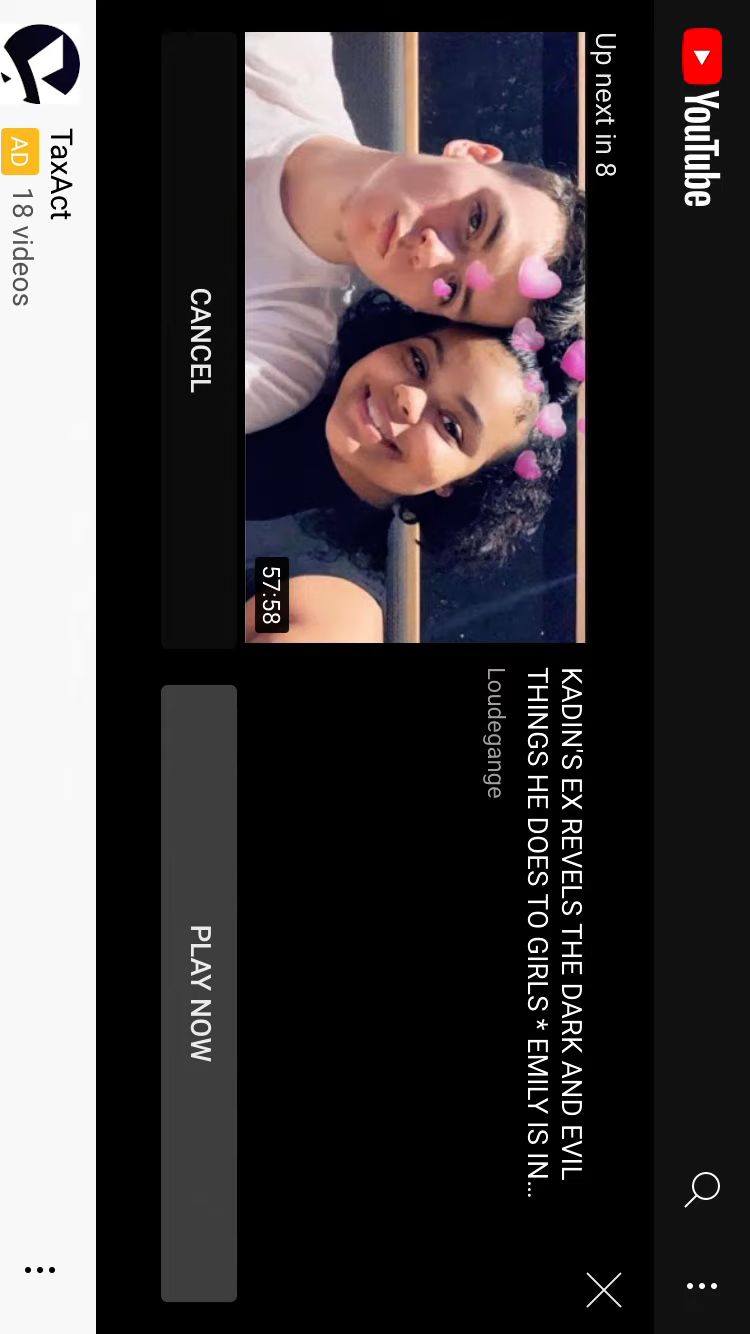 YouTube
Up next in 8
57:58
KADIN'S EX REVELS THE DARK AND EVIL
THINGS HE DOES TO GIRLS * EMILY IS IN...
Loudegange
CANCEL
PLAY NOW
TaxAct
AD 18 videos